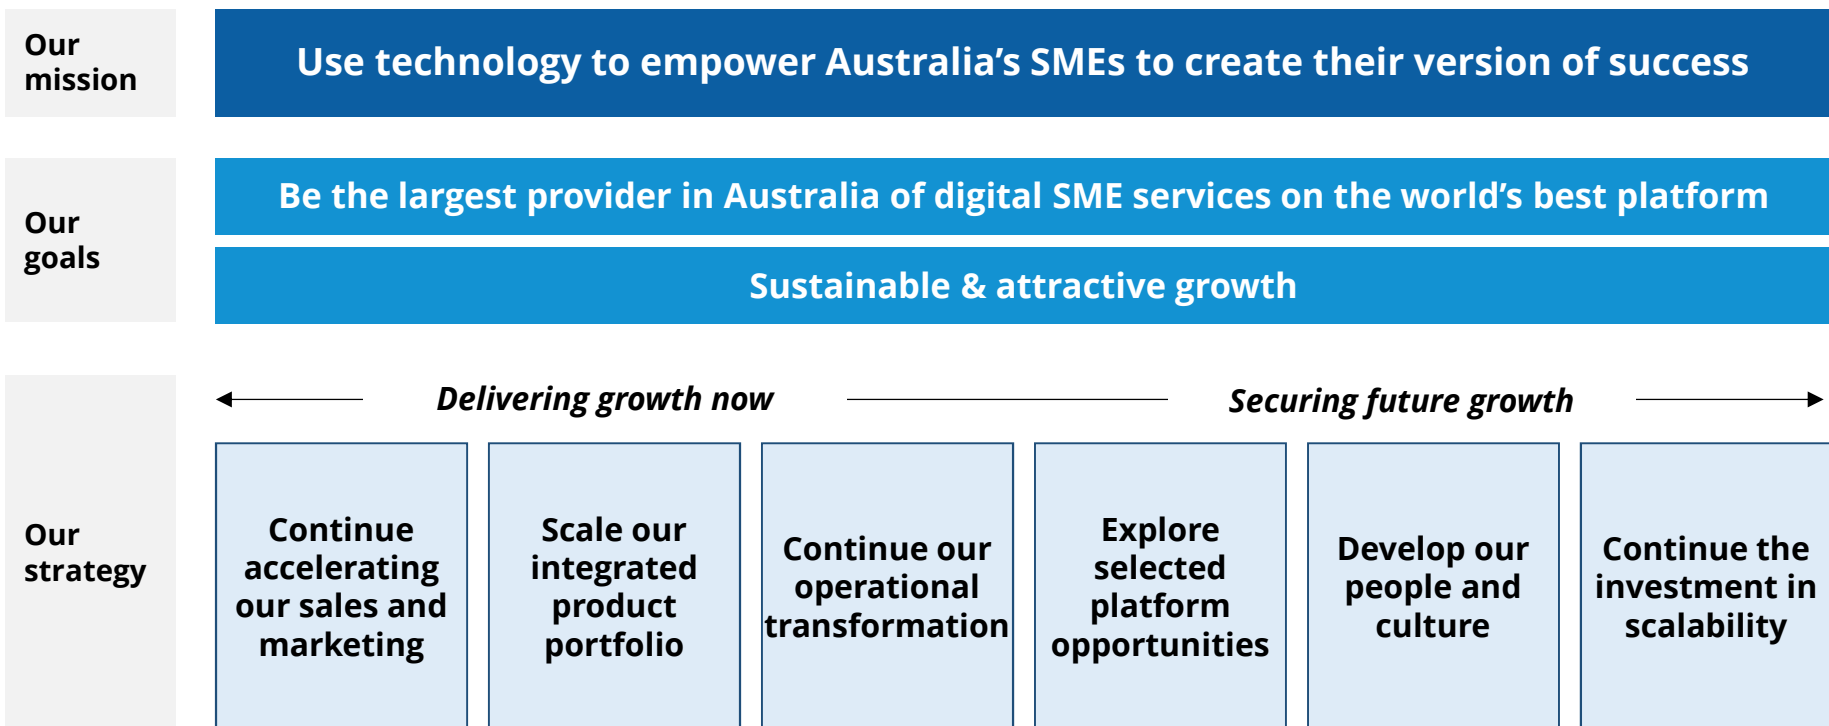 Our
mission
Use technology to empower Australia’s SMEs to create their version of success
Our
goals
Be the largest provider in Australia of digital SME services on the world’s best platform
Sustainable & attractive growth
Our
strategy
Delivering growth now
Securing future growth
Continue
accelerating
our sales and
marketing
Scale our
integrated
product
portfolio
Continue our
operational
transformation
Explore
selected
platform
opportunities
Develop our
people and
culture
Continue the
investment in
scalability